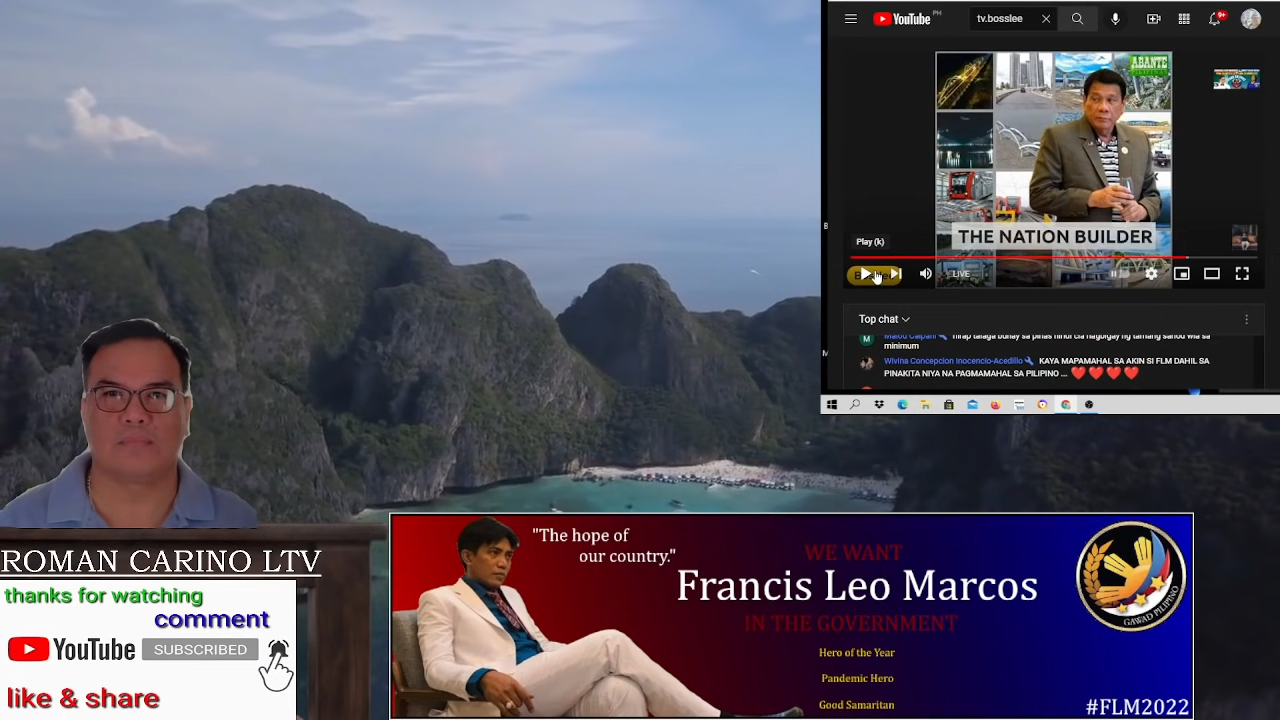 YouTube PH
tv.bosslee
9+
ABANTE
THE NATION BUILDER
Play (k)
LIVE
Top chat
minimum
Wivina Concepcion Inocencio-Acedillo KAYA MAPAMAHAL SA AKIN SI FLM DAHIL SA
PINAKITA NIYA NA PAGMAMAHAL SA PILIPINO ...
ROMAN CARINO LTV
thanks for watching
comment
YouTube SUBSCRIBED
like & share
"The hope of
our country."
WE WANT
Francis Leo Marcos
IN THE GOVERNMENT
Hero of the Year
Pandemic Hero
Good Samaritan
GAWAD PILIPINO
#FLM2022